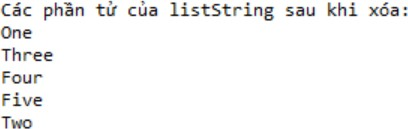 Các phần tử của listString sau khi xóa:
One
Three
Four
Five
Two